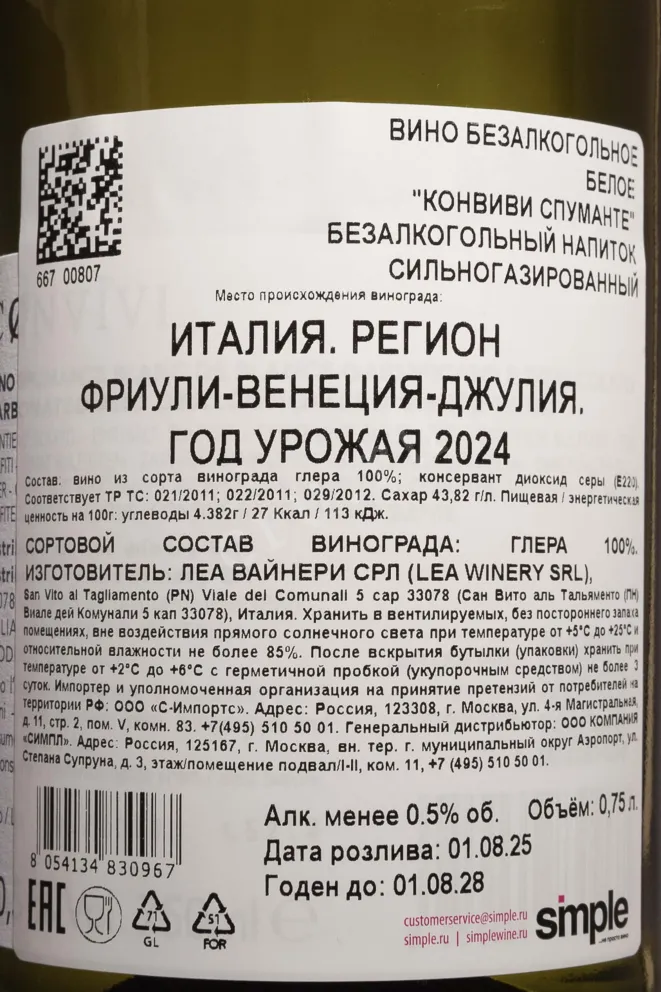 ВИНО БЕЗАЛКОГОЛЬНОЕ
БЕЛОЕ
"КОНВИВИ СПУМАНТЕ"
БЕЗАЛКОГОЛЬНЫЙ НАПИТОК
СИЛЬНОГАЗИРОВАННЫЙ
667 00807
Место происхождения винограда:
ИТАЛИЯ. РЕГИОН
ФРИУЛИ-ВЕНЕЦИЯ-ДЖУЛИЯ.
ГОД УРОЖАЯ 2024
Состав: вино из сорта винограда глера 100%; консервант диоксид серы (Е220).
Соответствует ТР ТС: 021/2011; 022/2011; 029/2012. Сахар 43,82 г/л. Пищевая / энергетическая
ценность на 100г: углеводы 4.382г / 27 Ккал / 113 кДж.
СОРТОВОЙ СОСТАВ ВИНОГРАДА: ГЛЕРА 100%.
ИЗГОТОВИТЕЛЬ: ЛЕА ВАЙНЕРИ СРЛ (LEA WINERY SRL),
San Vito al Tagliamento (PN) Viale dei Comunali 5 cap 33078 (Сан Вито аль Тальяменто (ПН)
Виале дей Комунали 5 кап 33078), Италия. Хранить в вентилируемых, без постороннего запаха
помещениях, вне воздействия прямого солнечного света при температуре от +5°С до +25°С и
относительной влажности не более 85%. После вскрытия бутылки (упаковки) хранить при
температуре от +2°С до +6°С с герметичной пробкой (укупорочным средством) не более 3
суток. Импортер и уполномоченная организация на принятие претензий от потребителей на
территории РФ: ООО «С-Импортс». Адрес: Россия, 123308, г. Москва, ул. 4-я Магистральная,
д. 11, стр. 2, пом. V, комн. 83. +7(495) 510 50 01. Генеральный дистрибьютор: ООО КОМПАНИЯ
«СИМПЛ». Адрес: Россия, 125167, г. Москва, вн. тер. г. муниципальный округ Аэропорт, ул.
Степана Супруна, д. 3, этаж/помещение подвал/I-II, ком. 11, +7 (495) 510 50 01.
Алк. менее 0.5% об. Объём: 0,75 л.
Дата розлива: 01.08.25
Годен до: 01.08.28
8 054134 830967
EAC
71
GL
51
FOR
customerservice@simple.ru
simple.ru | simplewine.ru
simple
...не просто вино